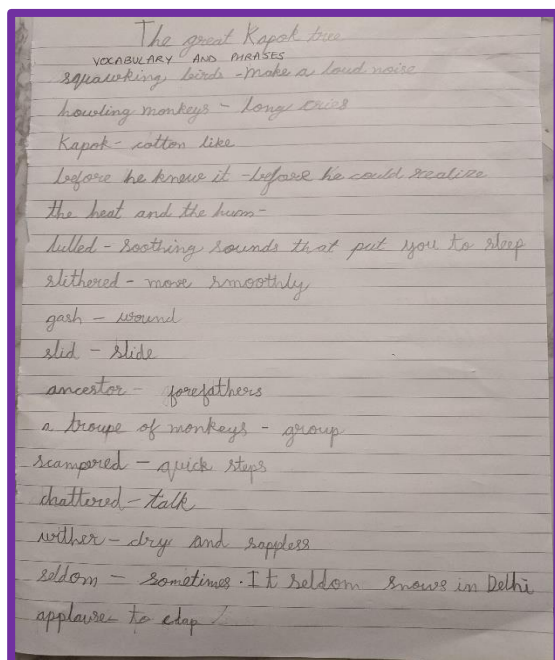 The great Kapok tree
VOCABULARY AND PHRASES
squawking birds - make a loud noise
howling monkeys - long cries
Kapok - cotton like
before he knew it - before he could realize
the heat and the hum -
lulled - soothing sounds that put you to sleep
slithered - move smoothly
gash - wound
slid - slide
ancestor - forefathers
a troupe of monkeys - group
scampered - quick steps
chattered - talk
wither - dry and sappless
seldom - sometimes. It seldom snows in Delhi
applause - to clap